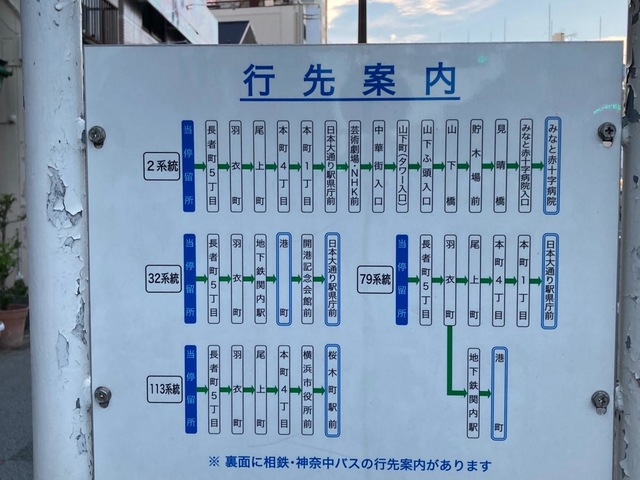 行先案内
2系統
当停留所
長者町5丁目
羽衣町
尾上町
本町4丁目
本町1丁目
日本大通り駅県庁前
芸術劇場・NHK前
中華街入口
山下町(タワー入口)
山下ふ頭入口
山下橋
貯木場前
見晴橋
みなと赤十字病院入口
みなと赤十字病院
32系統
当停留所
長者町5丁目
羽衣町
地下鉄関内駅
港町
開港記念会館前
日本大通り駅県庁前
79系統
当停留所
長者町5丁目
羽衣町
尾上町
本町4丁目
本町1丁目
日本大通り駅県庁前
地下鉄関内駅
港町
113系統
当停留所
長者町5丁目
羽衣町
尾上町
本町4丁目
横浜市役所前
桜木町駅前
※ 裏面に相鉄・神奈中バスの行先案内があります